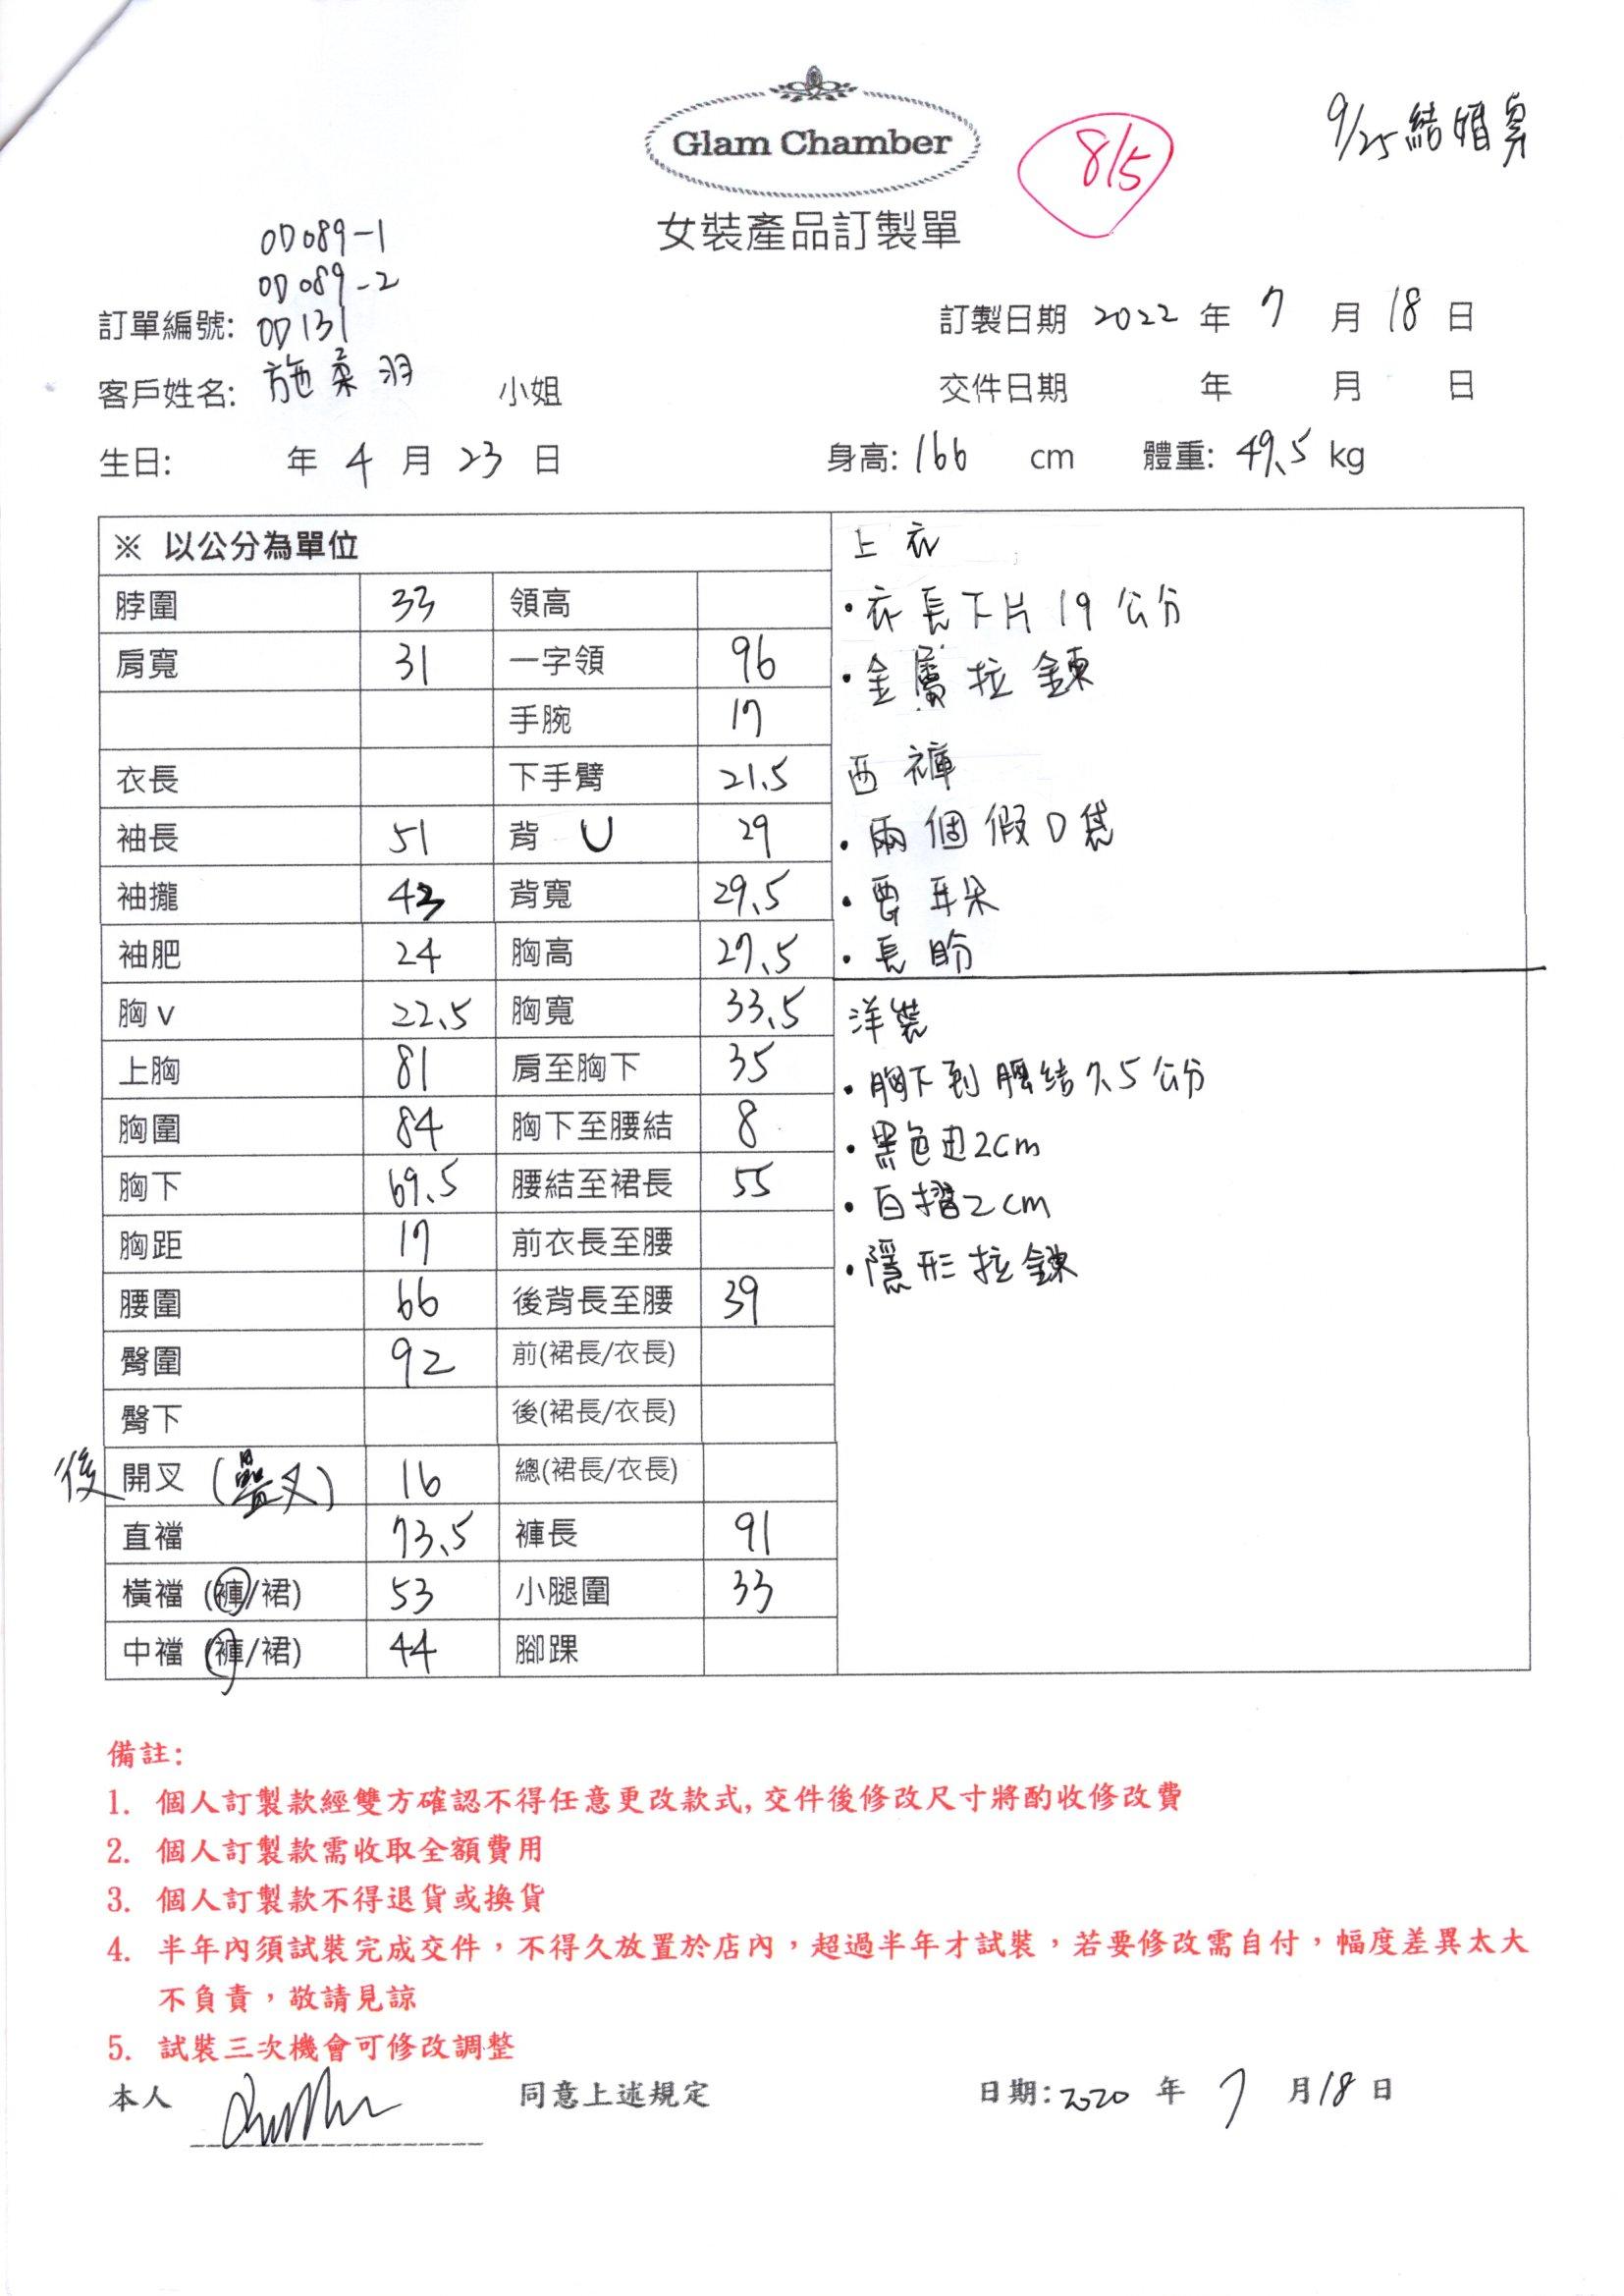 Glam Chamber
8/5
9/25結婚
女裝產品訂製單
OD089-1
OD089-2
訂單編號: OD131
訂製日期 2022 年 7 月 18 日
客戶姓名: 施柔羽 小姐
交件日期 年 月 日
生日: 年 4 月 23 日
身高: 166 cm 體重: 49.5 kg
※ 以公分為單位
脖圍 33 領高
肩寬 31 一字領 96
手腕 17
衣長 下手臂 21.5
袖長 51 背 U 29
袖攏 43 背寬 29.5
袖肥 24 胸高 27.5
胸v 22.5 胸寬 33.5
上胸 81 肩至胸下 35
胸圍 84 胸下至腰結 8
胸下 69.5 腰結至裙長 55
胸距 17 前衣長至腰
腰圍 66 後背長至腰 39
臀圍 92 前(裙長/衣長)
臀下 後(裙長/衣長)
後 開叉 (疊叉) 16 總(裙長/衣長)
直襠 73.5 褲長 91
橫襠 (褲/裙) 53 小腿圍 33
中襠 (褲/裙) 44 腳踝
上衣
•衣長下片19公分
•金屬拉鍊
西褲
•兩個假口袋
•要耳朵
•長
洋裝
•胸下到腰結7.5公分
•黑色边2cm
•百摺2cm
•隱形拉鍊
備註:
1. 個人訂製款經雙方確認不得任意更改款式, 交件後修改尺寸將酌收修改費
2. 個人訂製款需收取全額費用
3. 個人訂製款不得退貨或換貨
4. 半年內須試裝完成交件，不得久放置於店內，超過半年才試裝，若要修改需自付，幅度差異太大
不負責，敬請見諒
5. 試裝三次機會可修改調整
本人 同意上述規定 日期: 2020 年 7 月 18 日